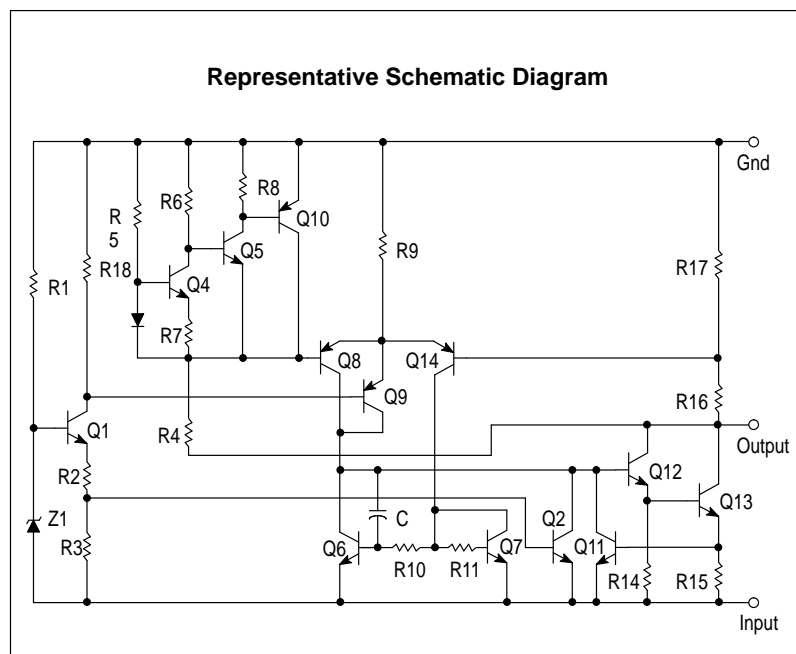 Representative Schematic Diagram
Gnd
R6
R8
R
5
Q10
R18
Q5
R9
R17
R1
Q4
R7
Q8
Q14
R16
Q9
Q1
R4
Output
R2
Q12
Q13
Z1
C
Q2
R3
Q6
Q7
Q11
R10
R11
R14
R15
Input